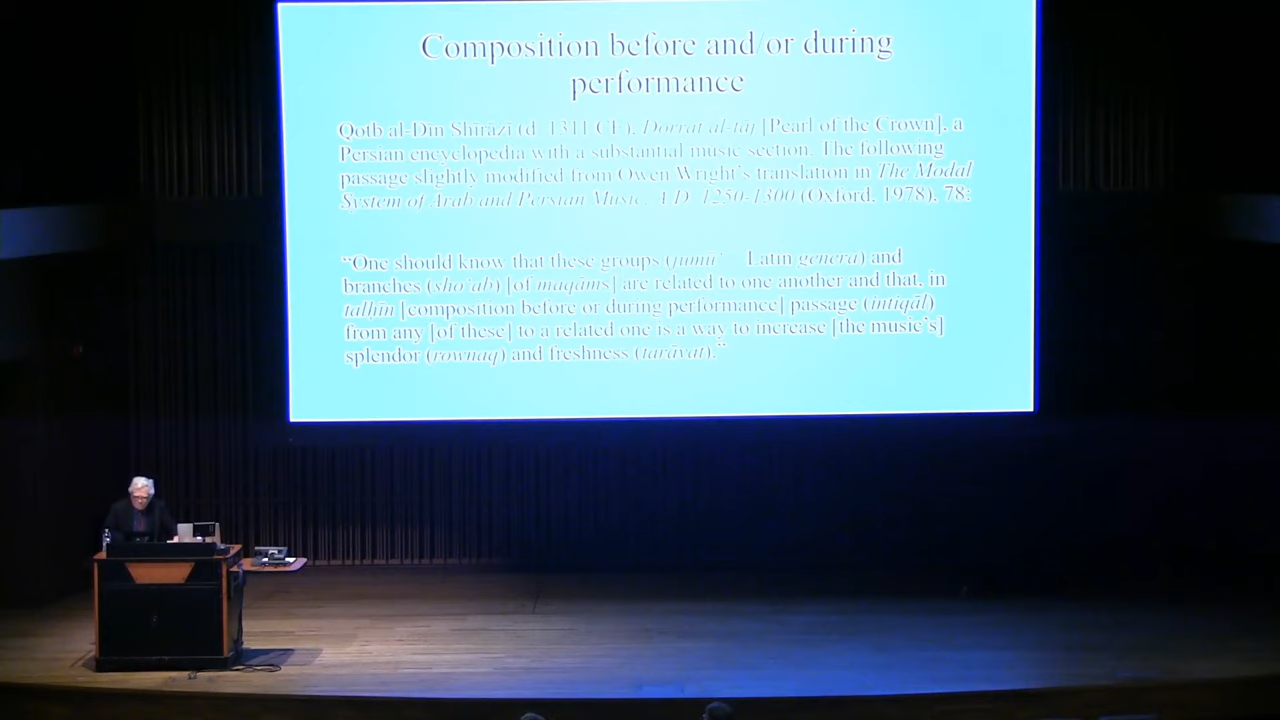 Composition before and/or during
performance
Qotb al-Dīn Shīrāzī (d. 1311 CE), Dorrat al-tāj [Pearl of the Crown], a
Persian encyclopedia with a substantial music section. The following
passage slightly modified from Owen Wright's translation in The Modal
System of Arab and Persian Music, A.D. 1250-1300 (Oxford, 1978), 78:
“One should know that these groups (jumūʿ Latin genera) and
branches (shoʿab) [of maqāms] are related to one another and that, in
talḥīn [composition before or during performance] passage (intiqāl)
from any [of these] to a related one is a way to increase [the music's]
splendor (rownaq) and freshness (tarāvat).“